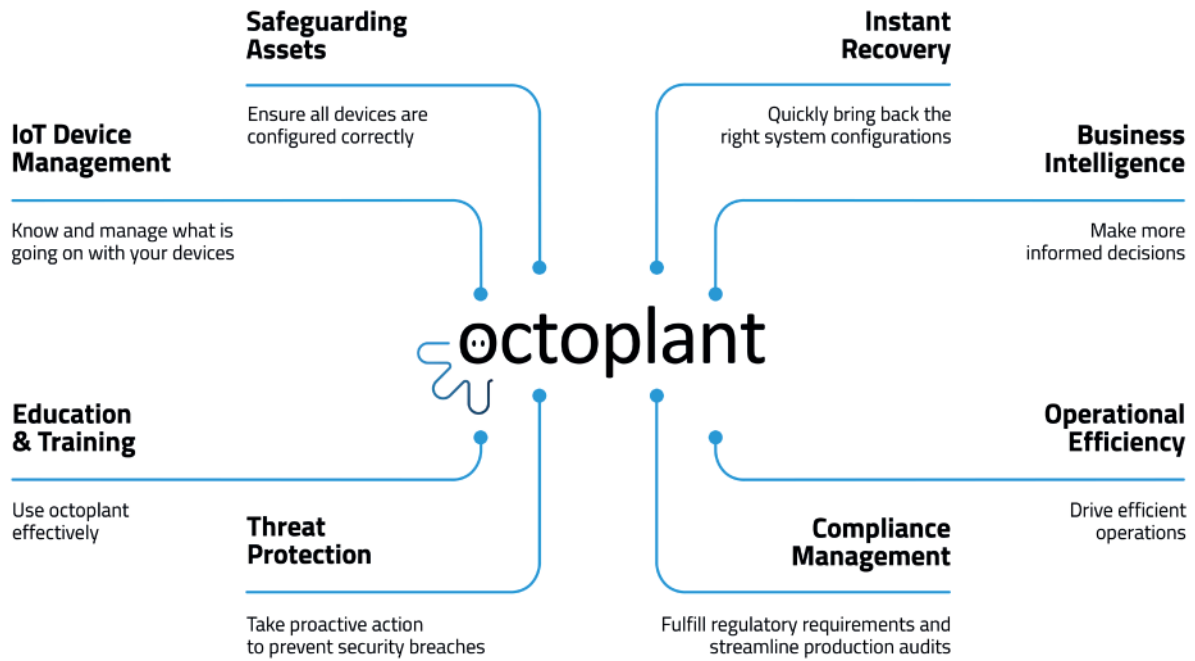 Safeguarding
Assets
Ensure all devices are
configured correctly
Instant
Recovery
Quickly bring back the
right system configurations
IoT Device
Management
Know and manage what is
going on with your devices
Business
Intelligence
Make more
informed decisions
octoplant
Education
& Training
Use octoplant
effectively
Operational
Efficiency
Drive efficient
operations
Threat
Protection
Take proactive action
to prevent security breaches
Compliance
Management
Fulfill regulatory requirements and
streamline production audits